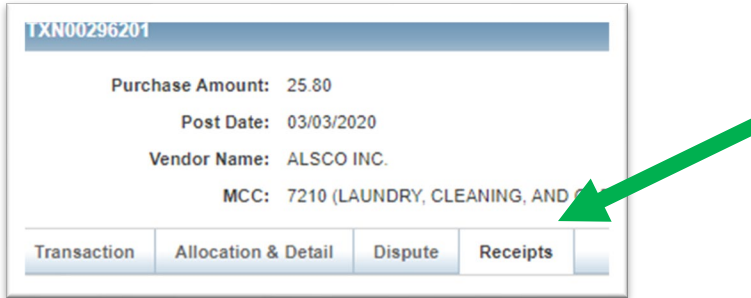 TXN00296201
Purchase Amount: 25.80
Post Date: 03/03/2020
Vendor Name: ALSCO INC.
MCC: 7210 (LAUNDRY, CLEANING, AND
Transaction Allocation & Detail Dispute Receipts